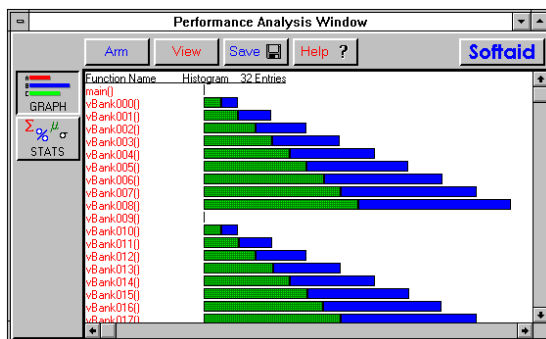 Performance Analysis Window
Arm View Save Help ? Softaid
GRAPH
Σ % μ σ
STATS
Function Name Histogram 32 Entries
main()
vBank000()
vBank001()
vBank002()
vBank003()
vBank004()
vBank005()
vBank006()
vBank007()
vBank008()
vBank009()
vBank010()
vBank011()
vBank012()
vBank013()
vBank014()
vBank015()
vBank016()
vBank017()